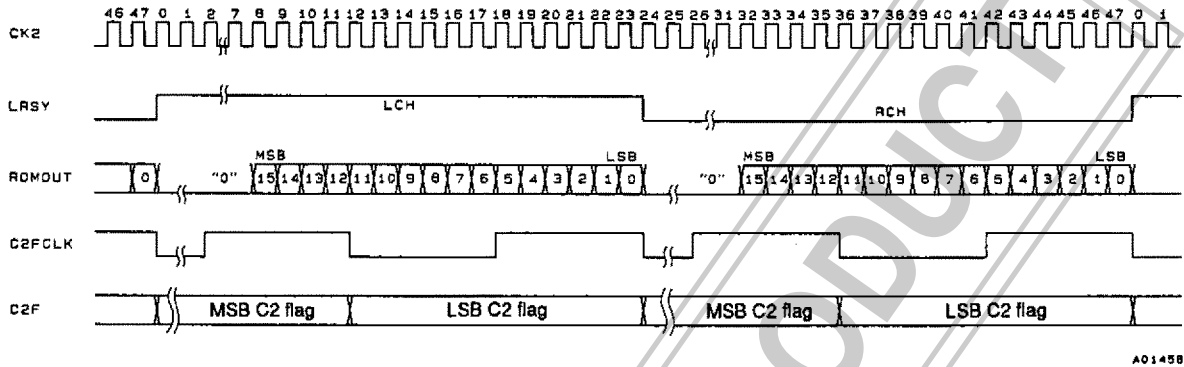 46 47 0 1 2 7 8 9 10 11 12 13 14 15 16 17 18 19 20 21 22 23 24 25 26 31 32 33 34 35 36 37 38 39 40 41 42 43 44 45 46 47 0 1
CK2
LRSY LCH RCH
MSB LSB MSB LSB
ROMOUT 0 "0" 15 14 13 12 11 10 9 8 7 6 5 4 3 2 1 0 "0" 15 14 13 12 11 10 9 8 7 6 5 4 3 2 1 0
C2FCLK
C2F MSB C2 flag LSB C2 flag MSB C2 flag LSB C2 flag
A01458
ODUCT